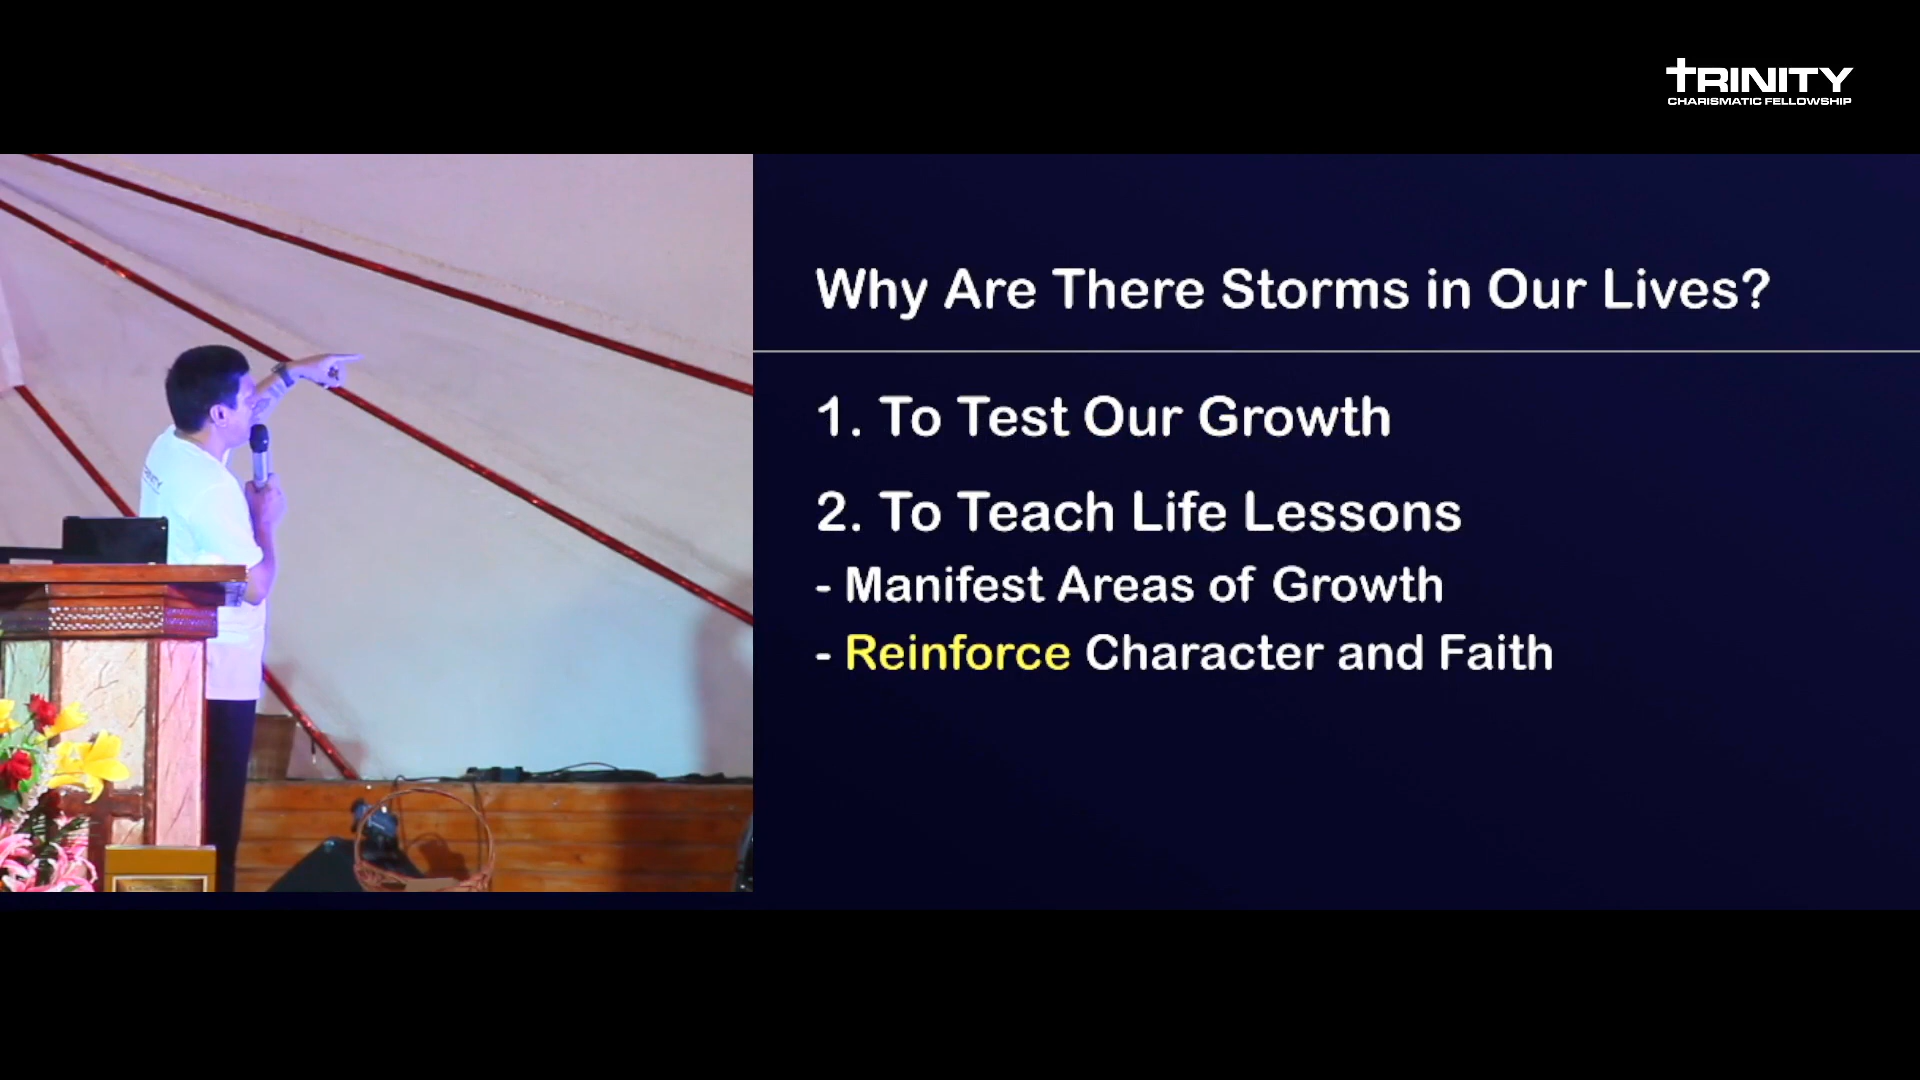 TRINITY
CHARISMATIC FELLOWSHIP
Why Are There Storms in Our Lives?
1. To Test Our Growth
2. To Teach Life Lessons
- Manifest Areas of Growth
- Reinforce Character and Faith